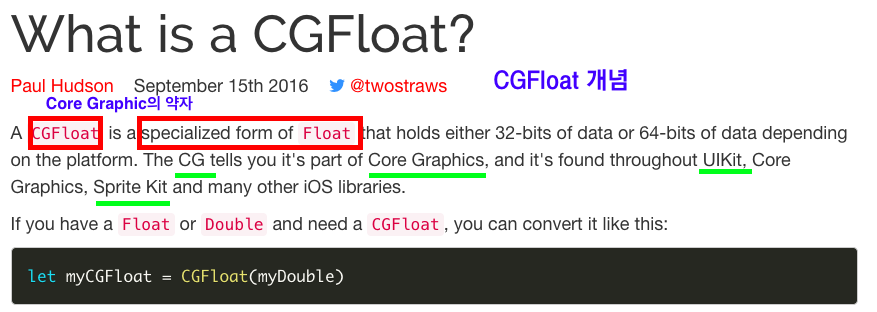 What is a CGFloat?
Paul Hudson September 15th 2016 @twostraws CGFloat 개념
Core Graphic의 약자
A CGFloat is a specialized form of Float that holds either 32-bits of data or 64-bits of data depending
on the platform. The CG tells you it's part of Core Graphics, and it's found throughout UIKit, Core
Graphics, Sprite Kit and many other iOS libraries.
If you have a Float or Double and need a CGFloat, you can convert it like this:
let myCGFloat = CGFloat(myDouble)